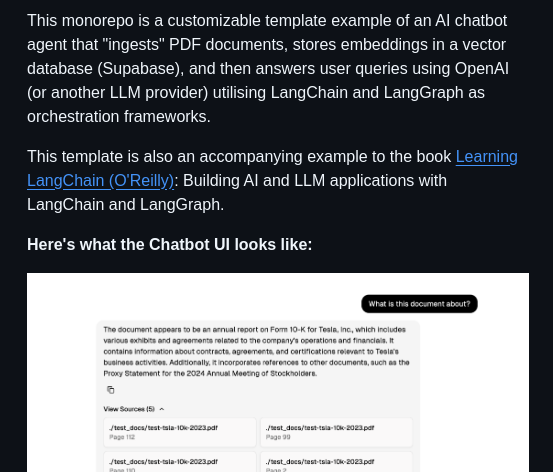 This monorepo is a customizable template example of an AI chatbot
agent that "ingests" PDF documents, stores embeddings in a vector
database (Supabase), and then answers user queries using OpenAI
(or another LLM provider) utilising LangChain and LangGraph as
orchestration frameworks.
This template is also an accompanying example to the book Learning
LangChain (O'Reilly): Building AI and LLM applications with
LangChain and LangGraph.
Here's what the Chatbot UI looks like:
What is this document about?
The document appears to be an annual report on Form 10-K for Tesla, Inc., which includes
various exhibits and agreements related to the company's operations and financials. It
contains information about contracts, agreements, and certifications relevant to Tesla's
business activities. Additionally, it incorporates references to other documents, such as the
Proxy Statement for the 2024 Annual Meeting of Stockholders.
View Sources (5)
./test_docs/test-tsla-10k-2023.pdf
Page 112
./test_docs/test-tsla-10k-2023.pdf
Page 99
./test_docs/test-tsla-10k-2023.pdf
Page 110
./test_docs/test-tsla-10k-2023.pdf
Page 2